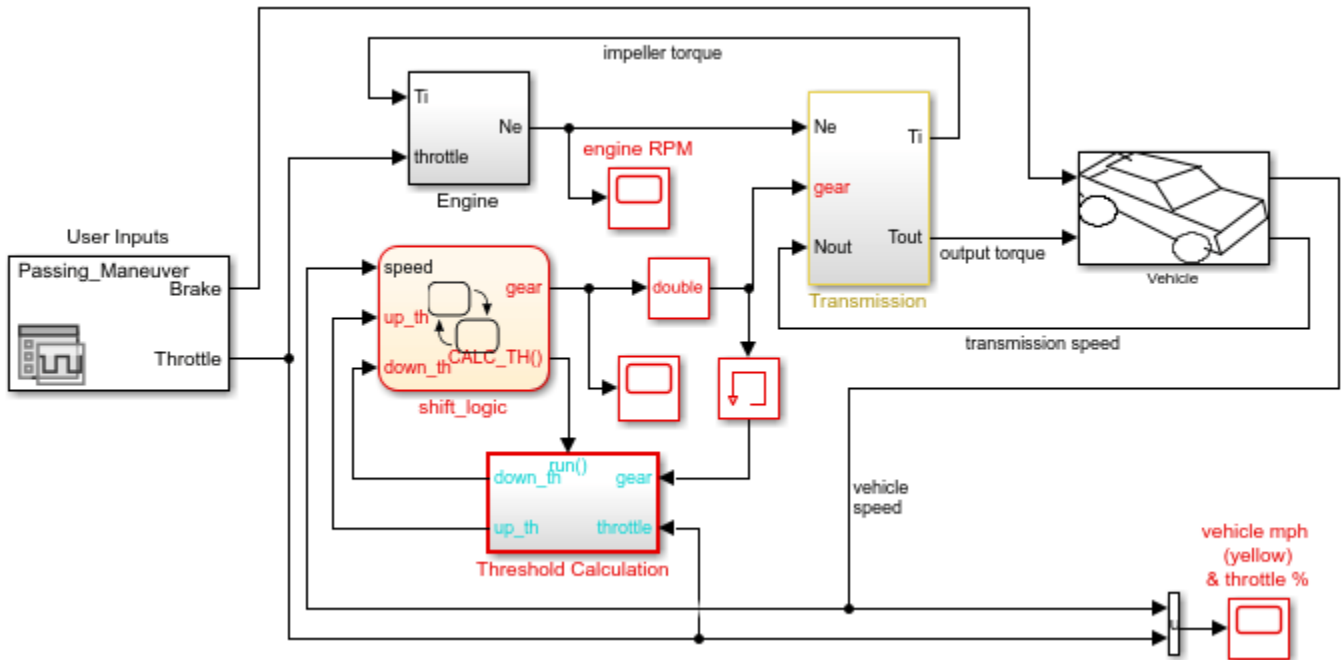 impeller torque
Ti
Ne
throttle
Engine
engine RPM
Ne
Ti
gear
Nout
Tout
Transmission
output torque
Vehicle
transmission speed
User Inputs
Passing_Maneuver
Brake
Throttle
speed
gear
up_th
CALC_TH()
down_th
shift_logic
double
run()
down_th
gear
up_th
throttle
Threshold Calculation
vehicle
speed
vehicle mph
(yellow)
& throttle %